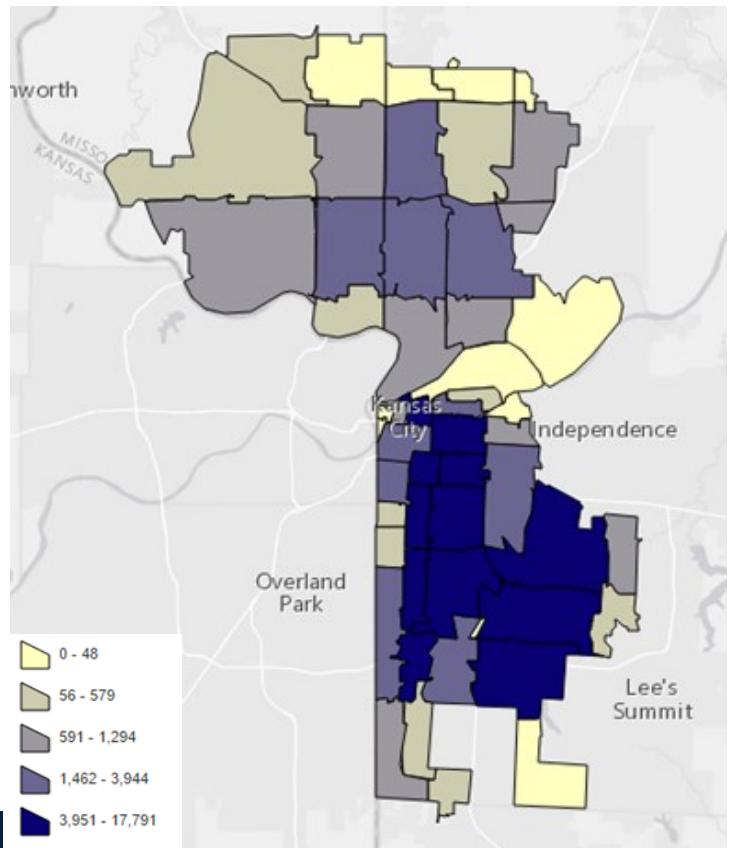 nworth
MISSO
KANSAS
Kansas
City
Independence
Overland
Park
Lee's
Summit
0 - 48
56 - 579
591 - 1,294
1,462 - 3,944
3,951 - 17,791